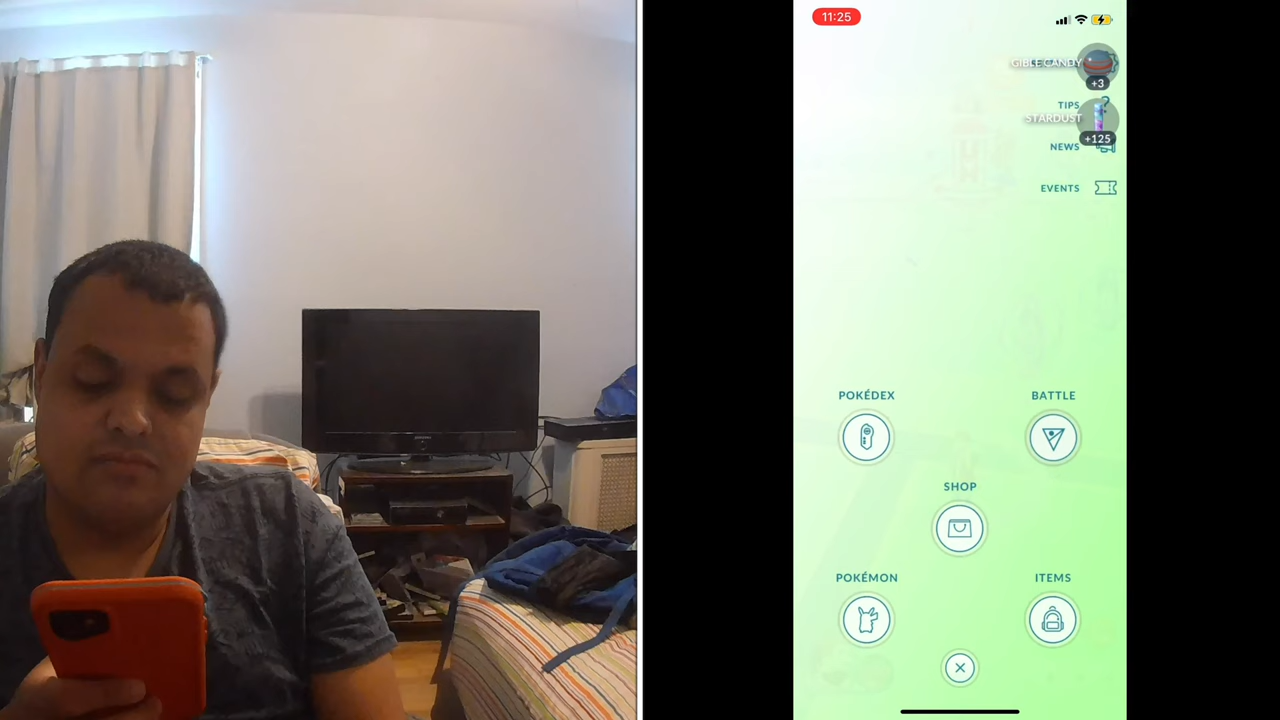 11:25
GIBLE CANDY
+3
TIPS
STARDUST
+125
NEWS
EVENTS
POKÉDEX
BATTLE
SHOP
POKÉMON
ITEMS